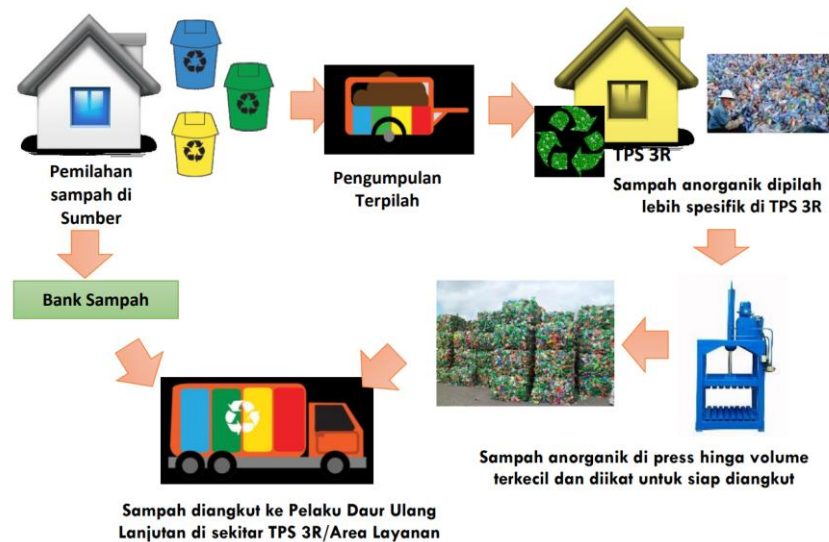 Pemilahan
sampah di
Sumber
Pengumpulan
Terpilah
TPS 3R
Sampah anorganik dipilah
lebih spesifik di TPS 3R
Bank Sampah
Sampah anorganik di press hingga volume
terkecil dan diikat untuk siap diangkut
Sampah diangkut ke Pelaku Daur Ulang
Lanjutan di sekitar TPS 3R/Area Layanan